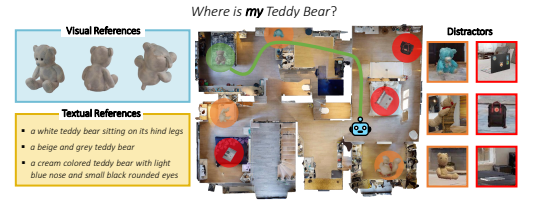 Where is my Teddy Bear?
Visual References
Distractors
Textual References
▪ a white teddy bear sitting on its hind legs
▪ a beige and grey teddy bear
▪ a cream colored teddy bear with light
blue nose and small black rounded eyes